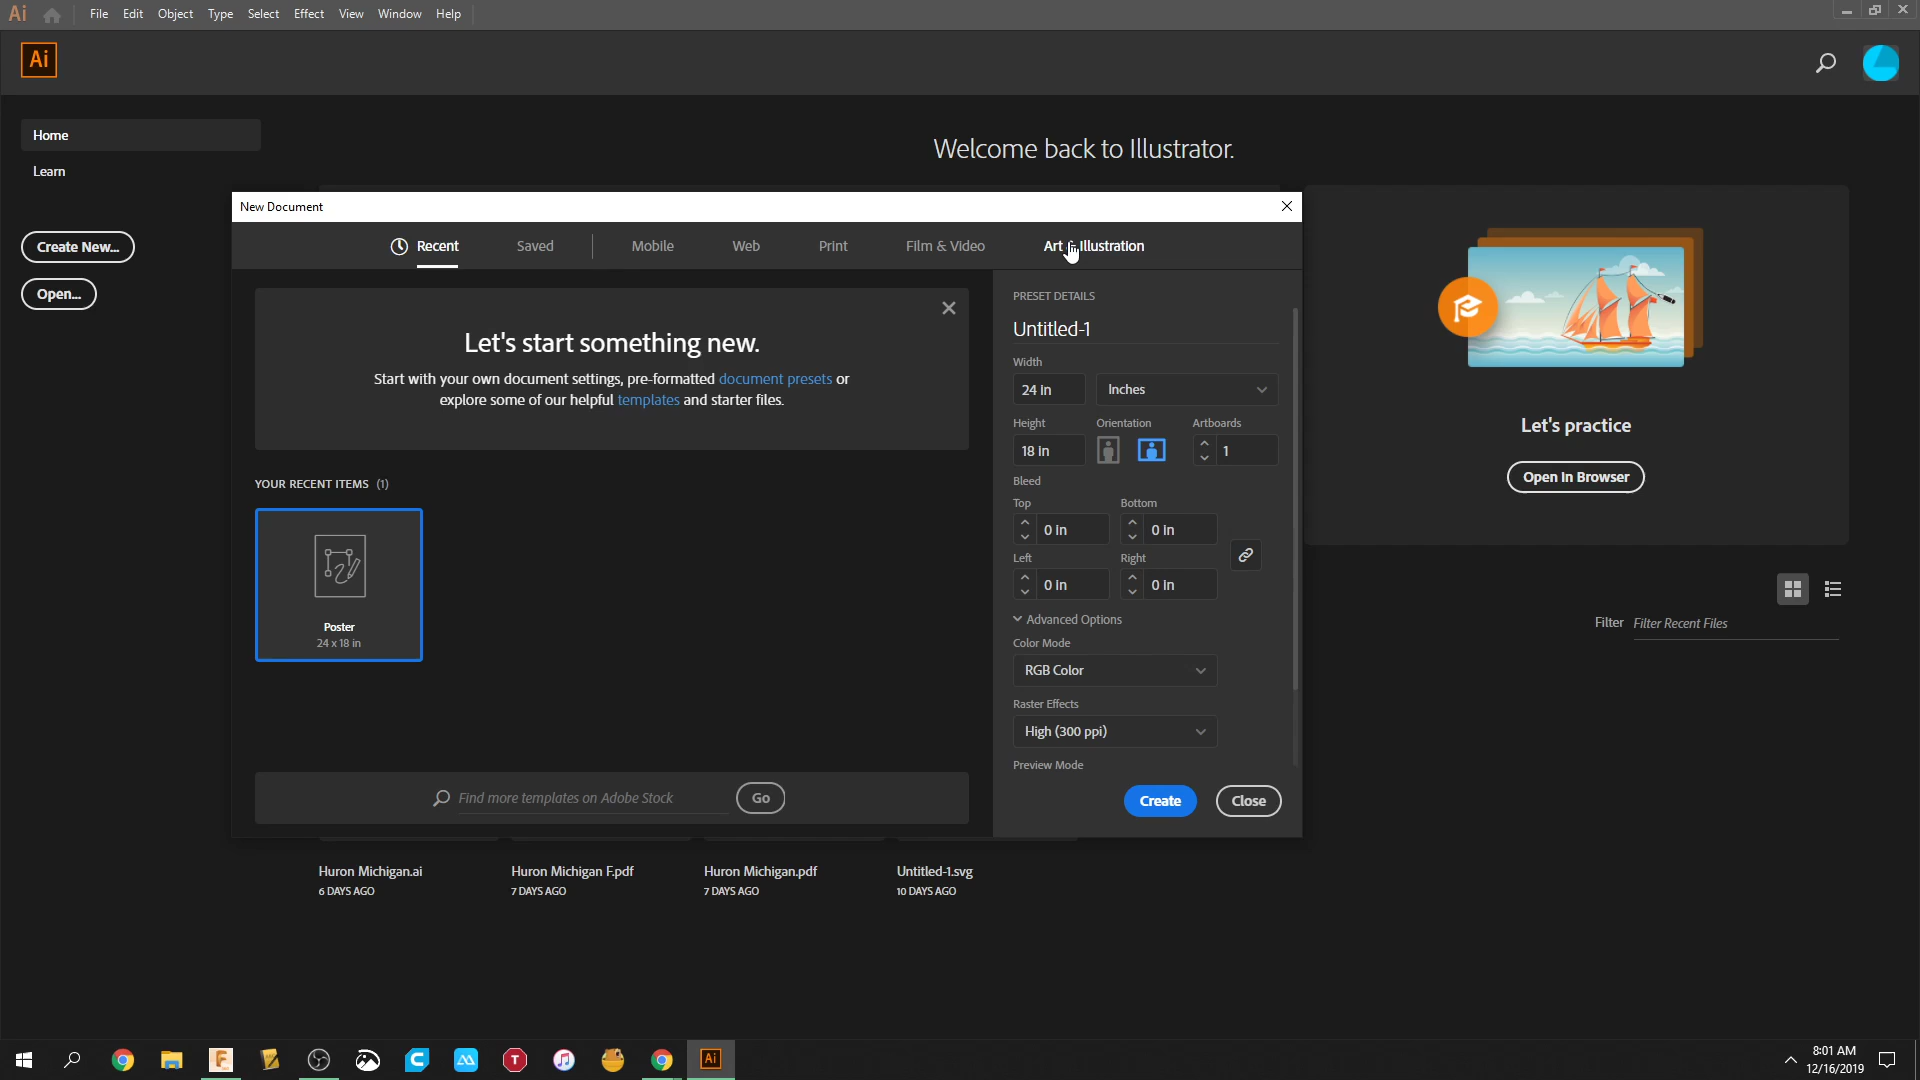 Ai File Edit Object Type Select Effect View Window Help
Ai
Home
Learn
Create New...
Open...
Welcome back to Illustrator.
New Document
Recent Saved Mobile Web Print Film & Video Art & Illustration
Let's start something new.
Start with your own document settings, pre-formatted document presets or
explore some of our helpful templates and starter files.
YOUR RECENT ITEMS (1)
Poster
24 x 18 in
Find more templates on Adobe Stock Go
PRESET DETAILS
Untitled-1
Width
24 in Inches
Height Orientation Artboards
18 in 1
Bleed
Top Bottom
0 in 0 in
Left Right
0 in 0 in
Advanced Options
Color Mode
RGB Color
Raster Effects
High (300 ppi)
Preview Mode
Create Close
Let's practice
Open in Browser
Filter Filter Recent Files
Huron Michigan.ai Huron Michigan F.pdf Huron Michigan.pdf Untitled-1.svg
6 DAYS AGO 7 DAYS AGO 7 DAYS AGO 10 DAYS AGO
F T Ai
8:01 AM
12/16/2019